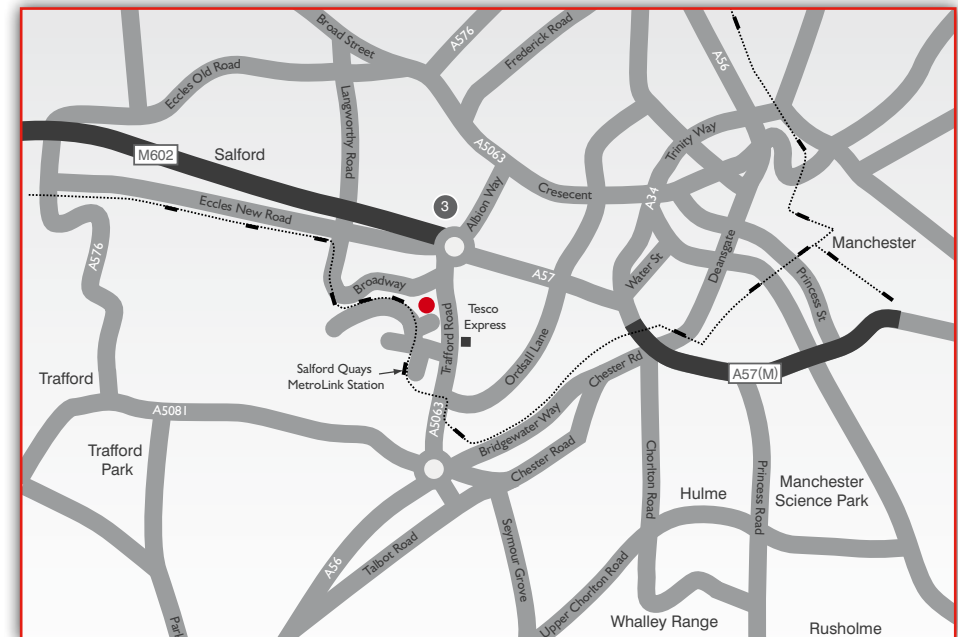 Broad Street
A576
Frederick Road
A56
Eccles Old Road
Langworthy Road
Trinity Way
M602
Salford
A5063
Cresecent
A34
Albion Way
3
Eccles New Road
Deansgate
Manchester
A576
Broadway
A57
Water St
Princess St
Tesco
Express
Trafford Road
Ordsall Lane
Salford Quays
MetroLink Station
Chester Rd
A57(M)
Trafford
A5081
A5063
Bridgewater Way
Chester Road
Trafford
Park
Chorlton Road
Princess Road
Hulme
Manchester
Science Park
A56
Talbot Road
Seymour Grove
Upper Chorlton Road
Whalley Range
Rusholme